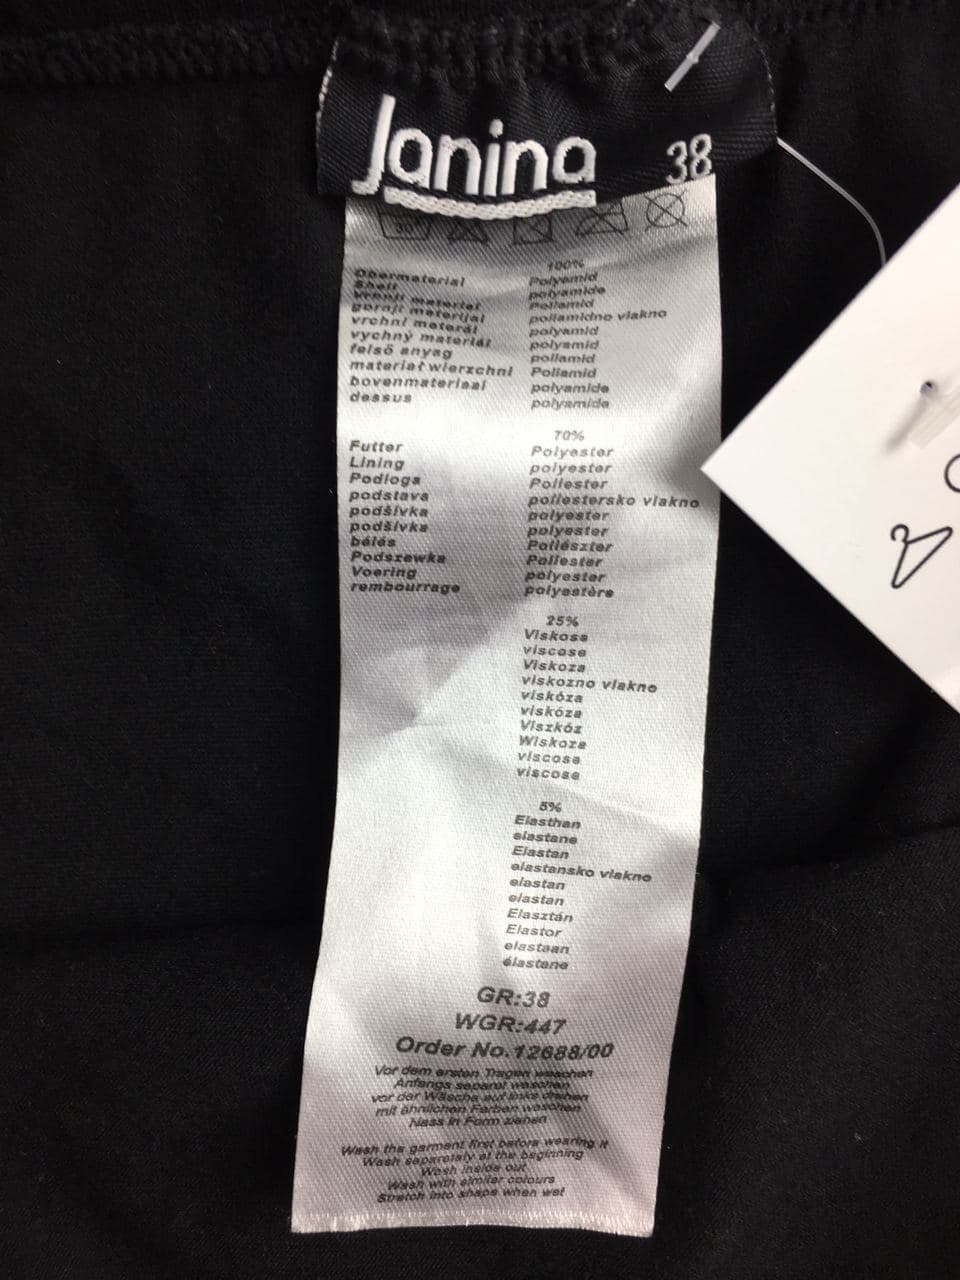 Janina 38
30°
100%
Obermaterial Polyamid
Shell polyamide
Vrhnji material Poliamid
gornji materijal poliamidno vlakno
vrchní materál polyamid
vychný materiál polyamid
felső anyag poliamid
materiał wierzchni Poliamid
bovenmateriaal polyamide
dessus polyamide
70%
Futter Polyester
Lining polyester
Podloga Poliester
podstava poliestersko vlakno
podšívka polyester
podšívka polyester
bélés Poliészter
Podszewka Poliester
Voering polyester
rembourrage polyestère
25%
Viskose
viscose
Viskoza
viskozno vlakno
viskóza
viskóza
Viszkóz
Wiskoza
viscose
viscose
5%
Elasthan
elastane
Elastan
elastansko vlakno
elastan
elastan
Elasztán
Elastor
elastaan
élastane
GR:38
WGR:447
Order No.12688/00
Vor dem ersten Tragen waschen
Anfangs separat waschen
vor der Wäsche auf links drehen
mit ähnlichen Farben waschen
Nass in Form ziehen
Wash the garment first before wearing it
Wash separataly at the beginning
Wash inside out
Wash with similar colours
Stretch into shape when wet